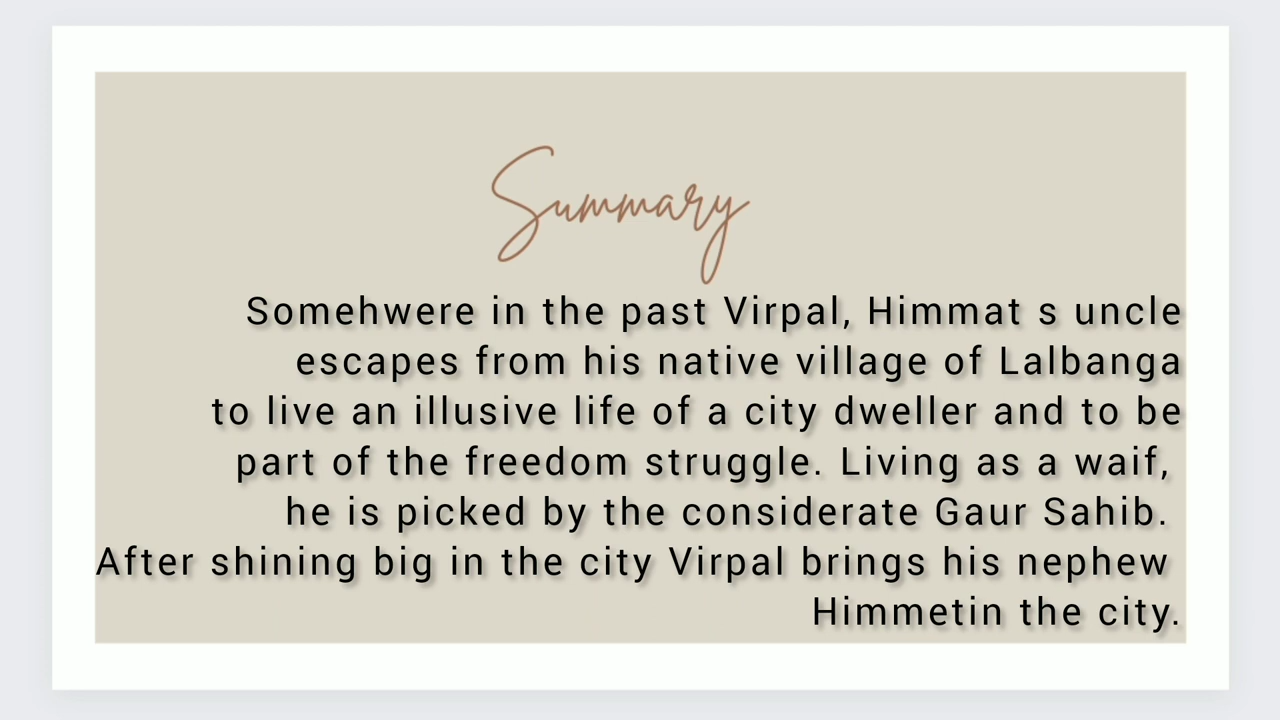 Summary
Somehwere in the past Virpal, Himmat s uncle
escapes from his native village of Lalbanga
to live an illusive life of a city dweller and to be
part of the freedom struggle. Living as a waif,
he is picked by the considerate Gaur Sahib.
After shining big in the city Virpal brings his nephew
Himmetin the city.